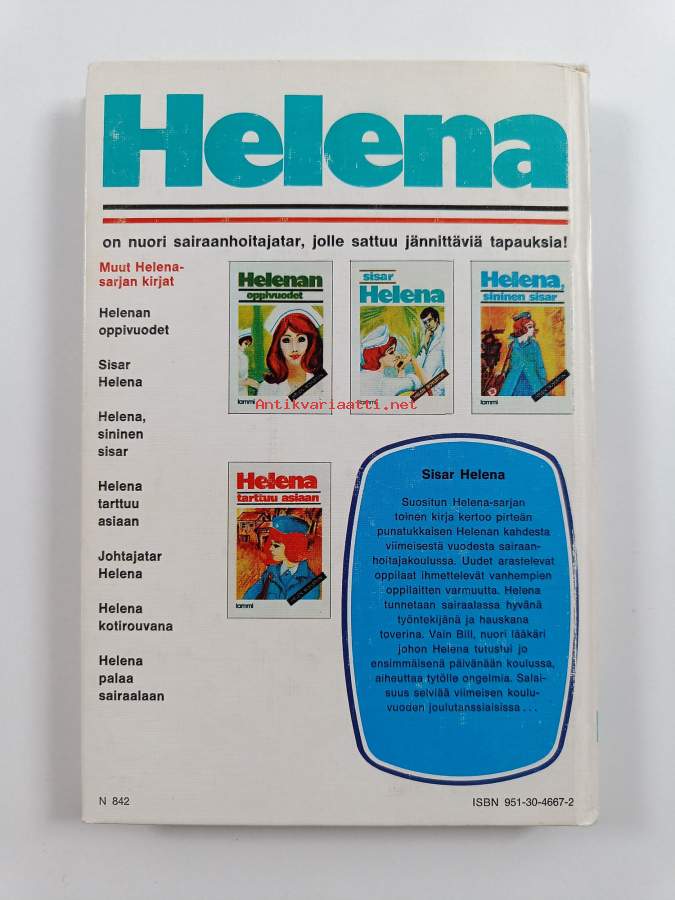 Helena
on nuori sairaanhoitajatar, jolle sattuu jännittäviä tapauksia!
Muut Helena-
sarjan kirjat
Helenan
oppivuodet
Sisar
Helena
Helena,
sininen
sisar
Helena
tarttuu
asiaan
Johtajatar
Helena
Helena
kotirouvana
Helena
palaa
sairaalaan
Helenan
oppivuodet
tammi
sisar
Helena
tammi
Helena,
sininen sisar
tammi
Antikvariaatti.net
Helena
tarttuu asiaan
tammi
Sisar Helena
Suositun Helena-sarjan
toinen kirja kertoo pirteän
punatukkaisen Helenan kahdesta
viimeisestä vuodesta sairaan-
hoitajakoulussa. Uudet arastelevat
oppilaat ihmettelevät vanhempien
oppilaitten varmuutta. Helena
tunnetaan sairaalassa hyvänä
työntekijänä ja hauskana
toverina. Vain Bill, nuori lääkäri
johon Helena tutustui jo
ensimmäisenä päivänään koulussa,
aiheuttaa tytölle ongelmia. Salai-
suus selviää viimeisen koulu-
vuoden joulutanssiaisissa . . .
N 842
ISBN 951-30-4667-2